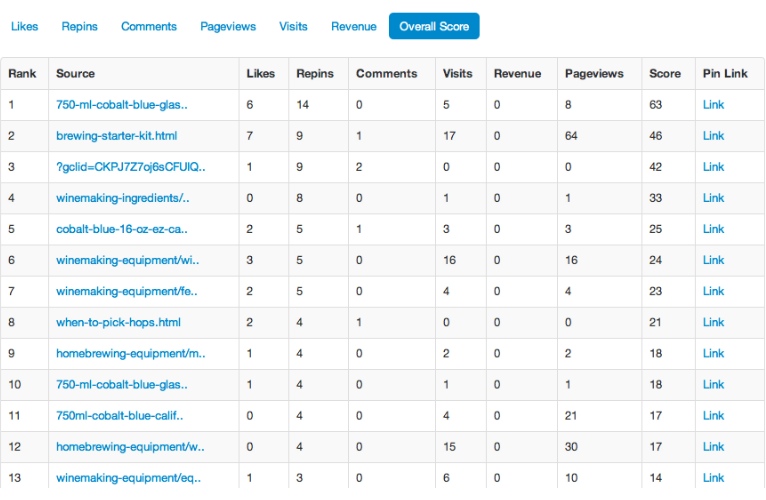 Likes Repins Comments Pageviews Visits Revenue Overall Score
Rank Source Likes Repins Comments Visits Revenue Pageviews Score Pin Link
1 750-ml-cobalt-blue-glas.. 6 14 0 5 0 8 63 Link
2 brewing-starter-kit.html 7 9 1 17 0 64 46 Link
3 ?gclid=CKPJ7Z7oj6sCFUIQ.. 1 9 2 0 0 0 42 Link
4 winemaking-ingredients/.. 0 8 0 1 0 1 33 Link
5 cobalt-blue-16-oz-ez-ca.. 2 5 1 3 0 3 25 Link
6 winemaking-equipment/wi.. 3 5 0 16 0 16 24 Link
7 winemaking-equipment/fe.. 2 5 0 4 0 4 23 Link
8 when-to-pick-hops.html 2 4 1 0 0 0 21 Link
9 homebrewing-equipment/m.. 1 4 0 2 0 2 18 Link
10 750-ml-cobalt-blue-glas.. 1 4 0 1 0 1 18 Link
11 750ml-cobalt-blue-calif.. 0 4 0 4 0 21 17 Link
12 homebrewing-equipment/w.. 0 4 0 15 0 30 17 Link
13 winemaking-equipment/eq.. 1 3 0 6 0 10 14 Link